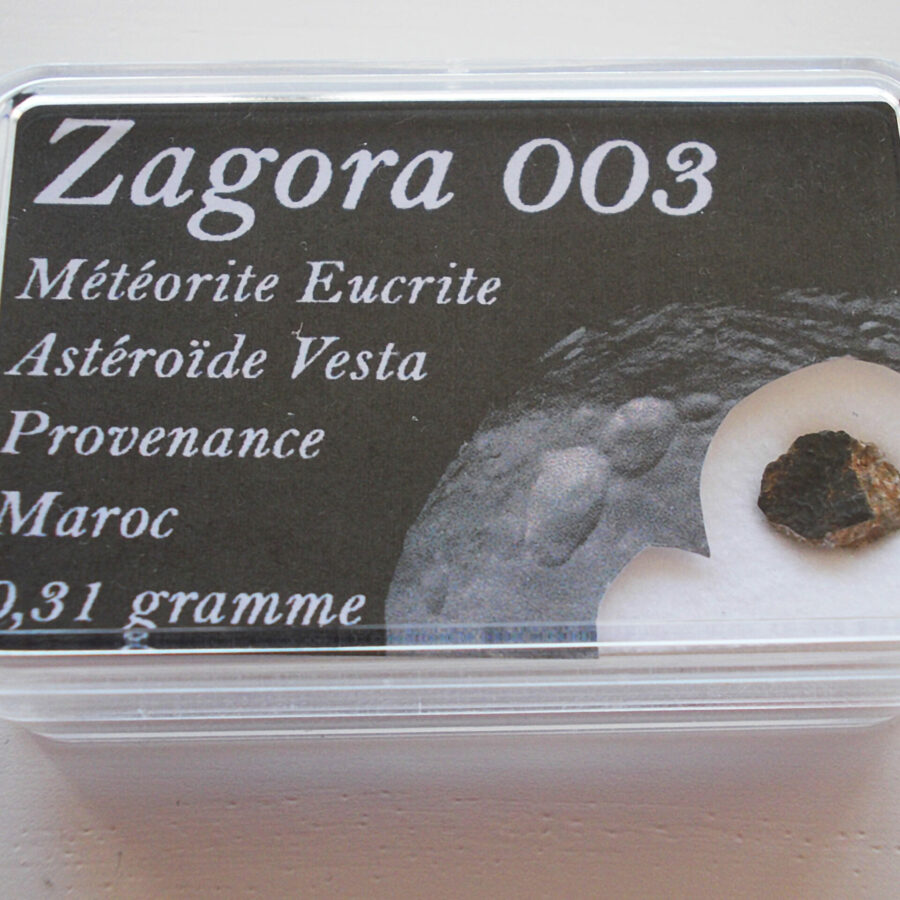 Zagora 003
Météorite Eucrite
Astéroïde Vesta
Provenance
Maroc
0,31 gramme